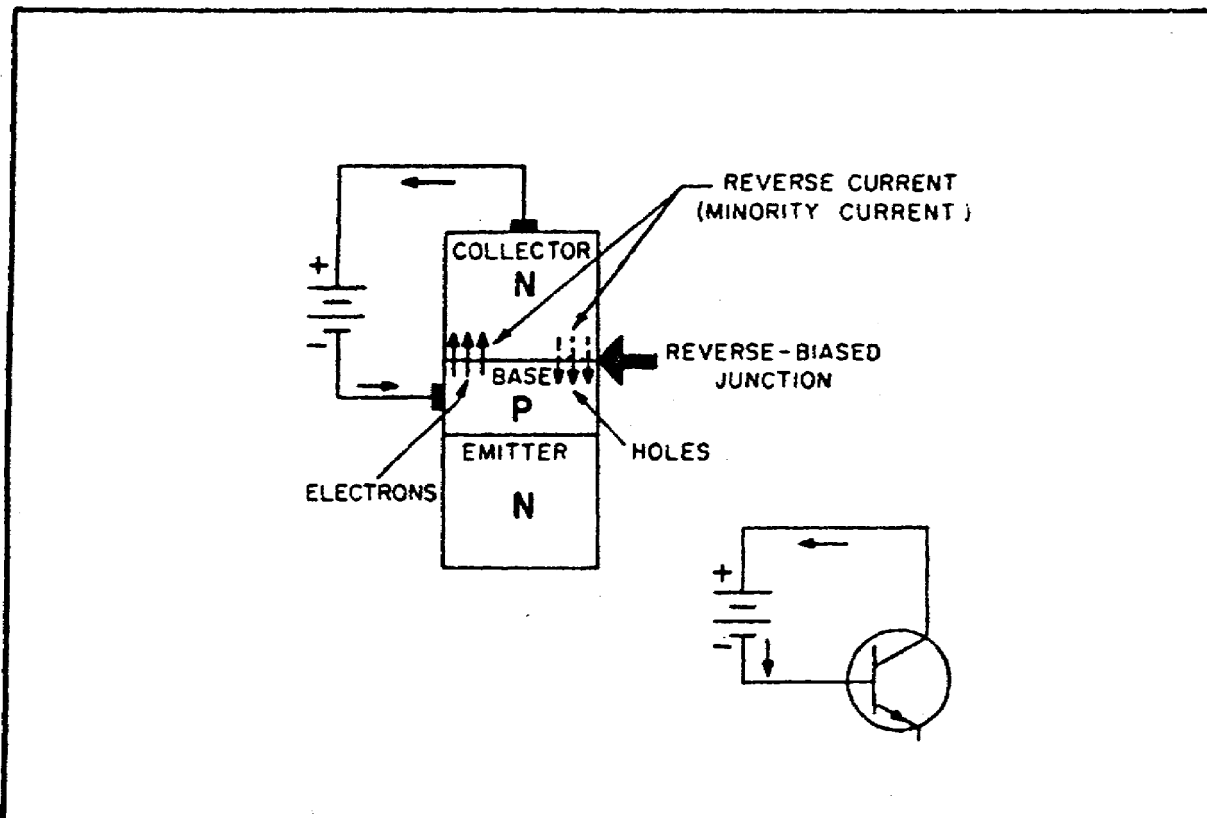 REVERSE CURRENT
(MINORITY CURRENT)
COLLECTOR
N
+
-
REVERSE-BIASED
JUNCTION
BASE
P
HOLES
EMITTER
ELECTRONS
N
+
-